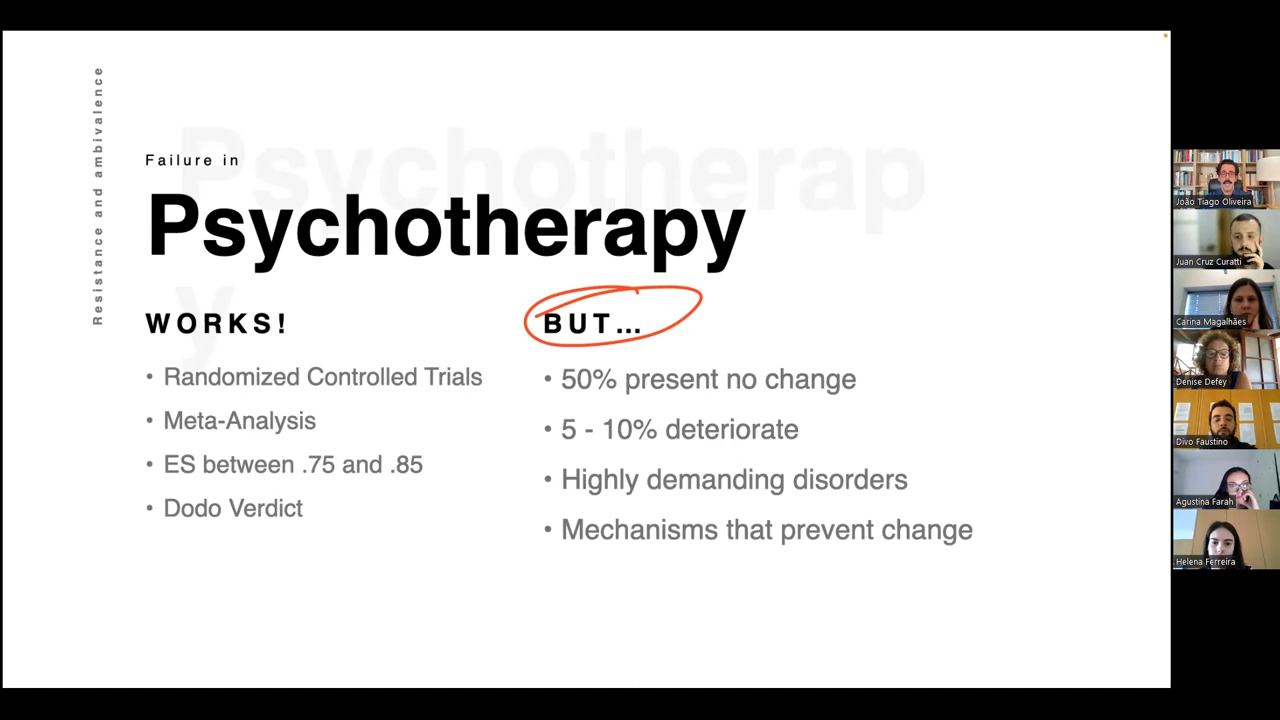 Resistance and ambivalence
Failure in
Psychotherapy
Psychotherapy
WORKS!
• Randomized Controlled Trials
• Meta-Analysis
• ES between .75 and .85
• Dodo Verdict
BUT...
• 50% present no change
• 5 - 10% deteriorate
• Highly demanding disorders
• Mechanisms that prevent change
João Tiago Oliveira
Juan Cruz Curatti
Carina Magalhães
Denise Defey
Divo Faustino
Agustina Farah
Helena Ferreira